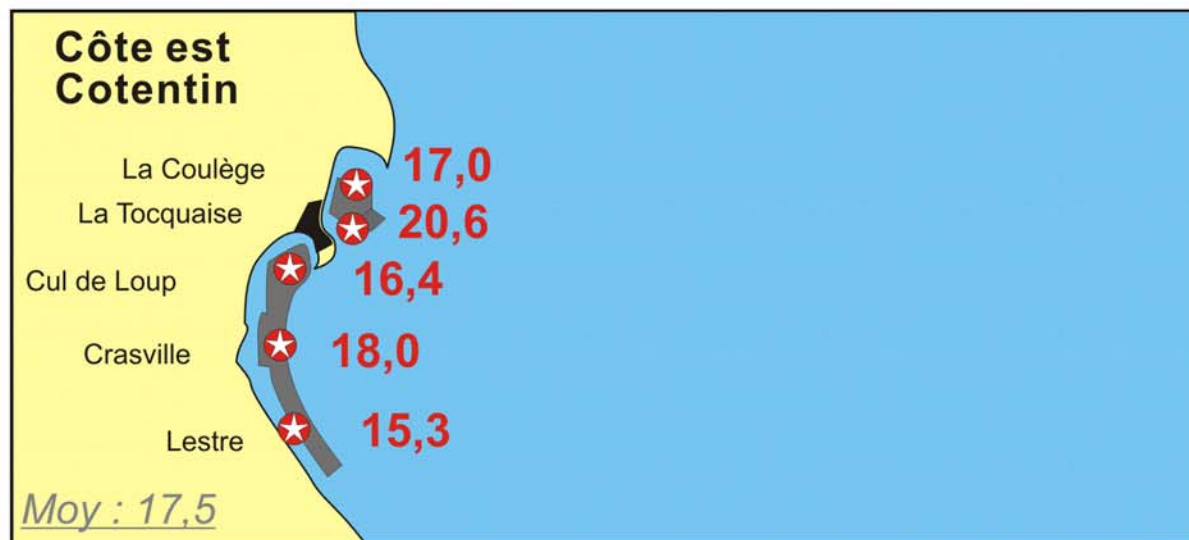 Côte est
Cotentin
La Coulège 17,0
La Tocquaise 20,6
Cul de Loup 16,4
Crasville 18,0
Lestre 15,3
Moy : 17,5